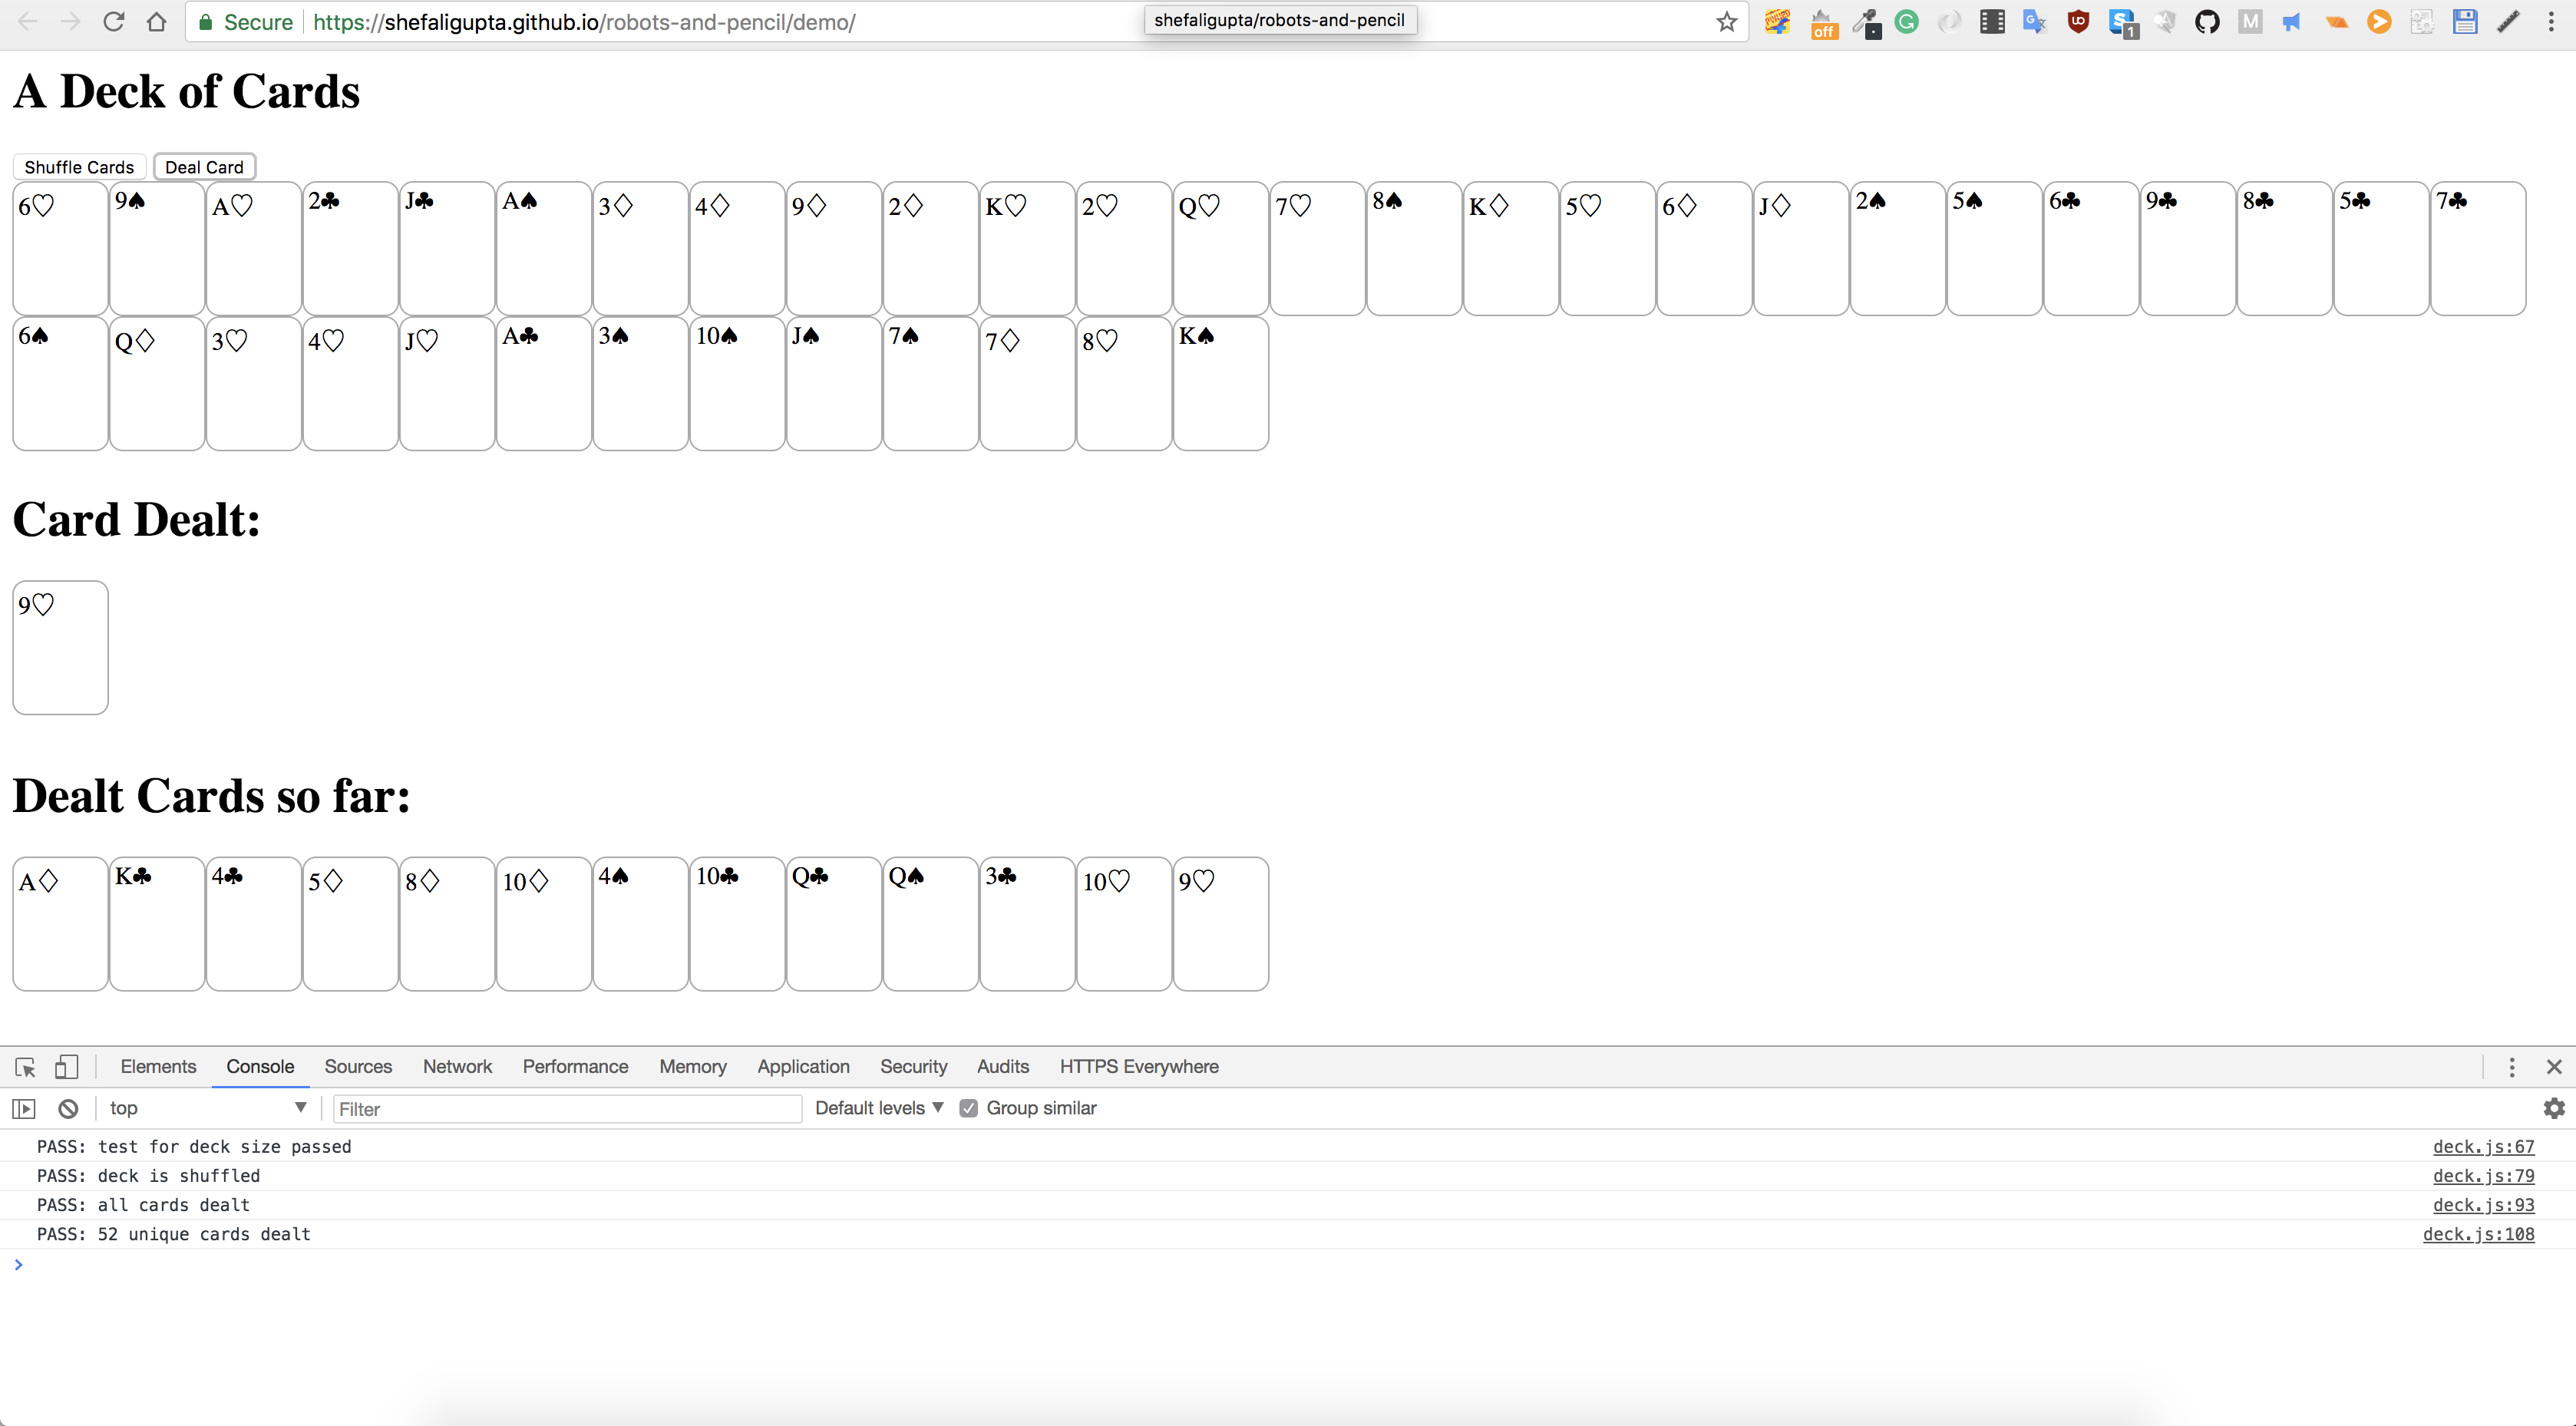 Secure https://shefaligupta.github.io/robots-and-pencil/demo/ shefaligupta/robots-and-pencil off 1
A Deck of Cards
Shuffle Cards Deal Card
6♡ 9♠ A♡ 2♣ J♣ A♠ 3♢ 4♢ 9♢ 2♢ K♡ 2♡ Q♡ 7♡ 8♠ K♢ 5♡ 6♢ J♢ 2♠ 5♠ 6♣ 9♣ 8♣ 5♣ 7♣
6♠ Q♢ 3♡ 4♡ J♡ A♣ 3♠ 10♠ J♠ 7♠ 7♢ 8♡ K♠
Card Dealt:
9♡
Dealt Cards so far:
A♢ K♣ 4♣ 5♢ 8♢ 10♢ 4♠ 10♣ Q♣ Q♠ 3♣ 10♡ 9♡
Elements Console Sources Network Performance Memory Application Security Audits HTTPS Everywhere
top Filter Default levels Group similar
PASS: test for deck size passed deck.js:67
PASS: deck is shuffled deck.js:79
PASS: all cards dealt deck.js:93
PASS: 52 unique cards dealt deck.js:108